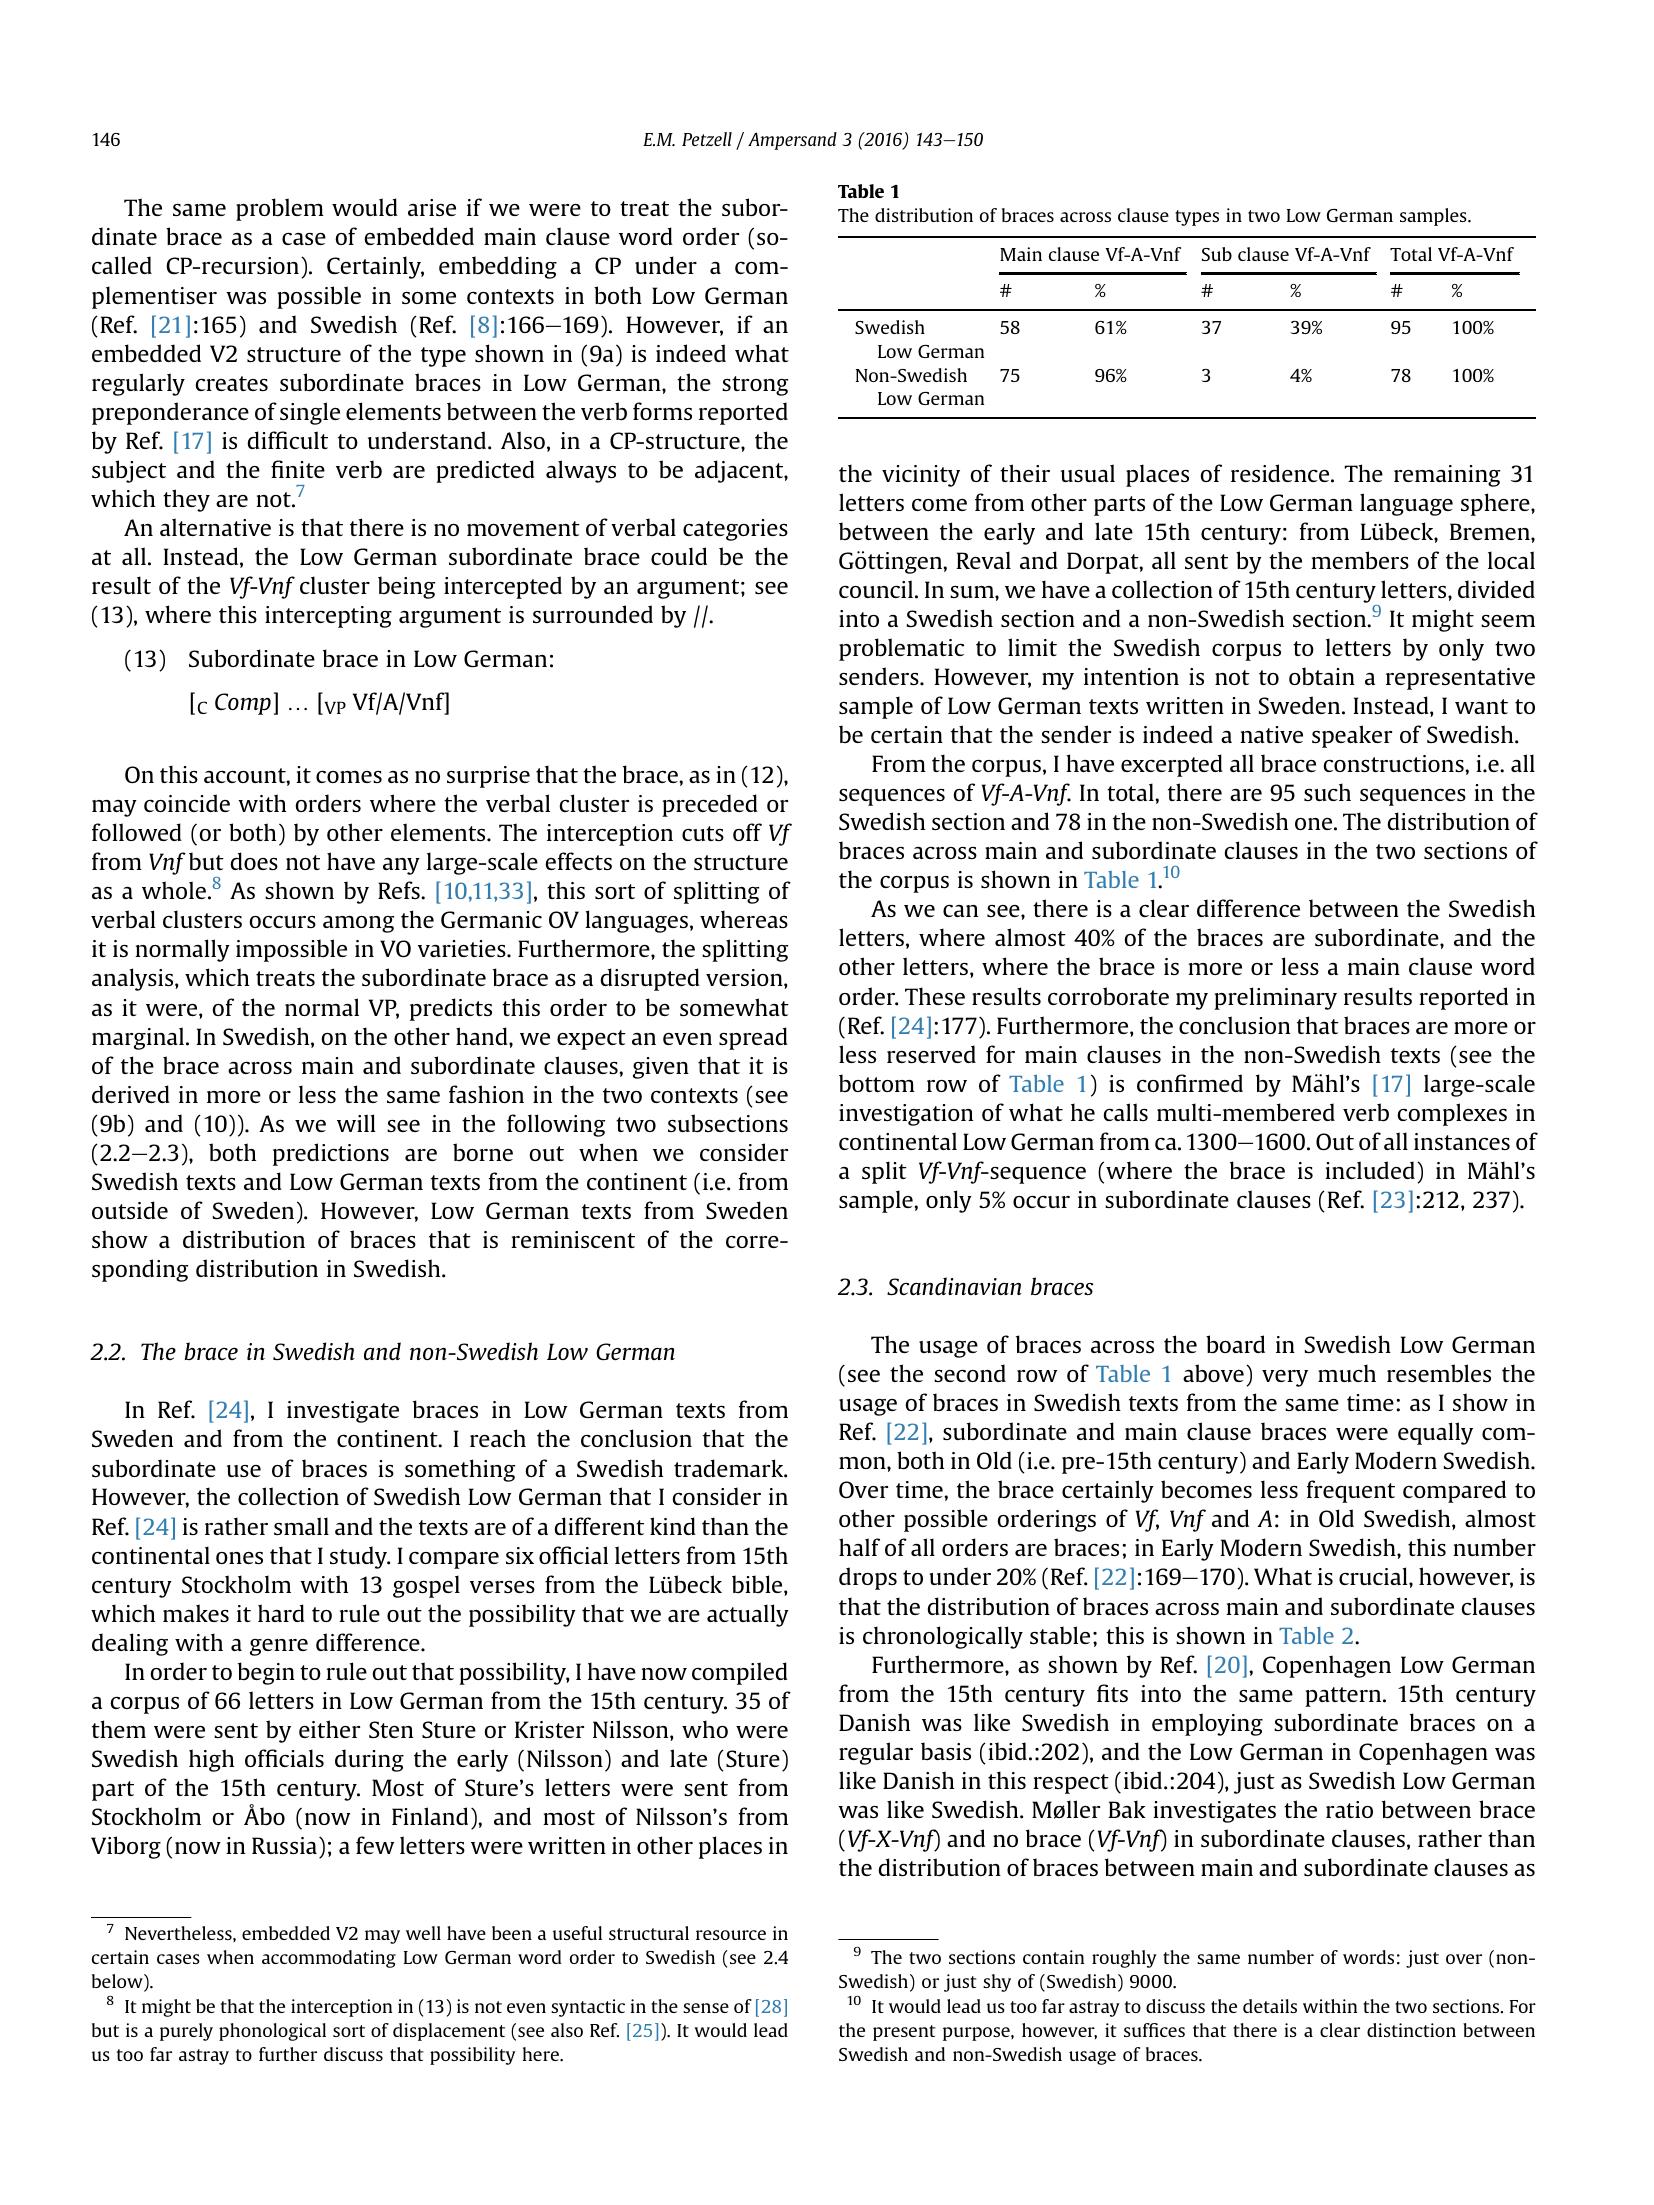 146
E.M. Petzell / Ampersand 3 (2016) 143–150
The same problem would arise if we were to treat the subor-
dinate brace as a case of embedded main clause word order (so-
called CP-recursion). Certainly, embedding a CP under a com-
plementiser was possible in some contexts in both Low German
(Ref. [21]:165) and Swedish (Ref. [8]:166–169). However, if an
embedded V2 structure of the type shown in (9a) is indeed what
regularly creates subordinate braces in Low German, the strong
preponderance of single elements between the verb forms reported
by Ref. [17] is difficult to understand. Also, in a CP-structure, the
subject and the finite verb are predicted always to be adjacent,
which they are not.7
An alternative is that there is no movement of verbal categories
at all. Instead, the Low German subordinate brace could be the
result of the Vf-Vnf cluster being intercepted by an argument; see
(13), where this intercepting argument is surrounded by //.
(13) Subordinate brace in Low German:
[C Comp] … [VP Vf/A/Vnf]
On this account, it comes as no surprise that the brace, as in (12),
may coincide with orders where the verbal cluster is preceded or
followed (or both) by other elements. The interception cuts off Vf
from Vnf but does not have any large-scale effects on the structure
as a whole.8 As shown by Refs. [10,11,33], this sort of splitting of
verbal clusters occurs among the Germanic OV languages, whereas
it is normally impossible in VO varieties. Furthermore, the splitting
analysis, which treats the subordinate brace as a disrupted version,
as it were, of the normal VP, predicts this order to be somewhat
marginal. In Swedish, on the other hand, we expect an even spread
of the brace across main and subordinate clauses, given that it is
derived in more or less the same fashion in the two contexts (see
(9b) and (10)). As we will see in the following two subsections
(2.2–2.3), both predictions are borne out when we consider
Swedish texts and Low German texts from the continent (i.e. from
outside of Sweden). However, Low German texts from Sweden
show a distribution of braces that is reminiscent of the corre-
sponding distribution in Swedish.
2.2. The brace in Swedish and non-Swedish Low German
In Ref. [24], I investigate braces in Low German texts from
Sweden and from the continent. I reach the conclusion that the
subordinate use of braces is something of a Swedish trademark.
However, the collection of Swedish Low German that I consider in
Ref. [24] is rather small and the texts are of a different kind than the
continental ones that I study. I compare six official letters from 15th
century Stockholm with 13 gospel verses from the Lübeck bible,
which makes it hard to rule out the possibility that we are actually
dealing with a genre difference.
In order to begin to rule out that possibility, I have now compiled
a corpus of 66 letters in Low German from the 15th century. 35 of
them were sent by either Sten Sture or Krister Nilsson, who were
Swedish high officials during the early (Nilsson) and late (Sture)
part of the 15th century. Most of Sture's letters were sent from
Stockholm or Åbo (now in Finland), and most of Nilsson's from
Viborg (now in Russia); a few letters were written in other places in
7 Nevertheless, embedded V2 may well have been a useful structural resource in
certain cases when accommodating Low German word order to Swedish (see 2.4
below).
8 It might be that the interception in (13) is not even syntactic in the sense of [28]
but is a purely phonological sort of displacement (see also Ref. [25]). It would lead
us too far astray to further discuss that possibility here.
Table 1
The distribution of braces across clause types in two Low German samples.
Main clause Vf-A-Vnf Sub clause Vf-A-Vnf Total Vf-A-Vnf
# % # % # %
Swedish 58 61% 37 39% 95 100%
Low German
Non-Swedish 75 96% 3 4% 78 100%
Low German
the vicinity of their usual places of residence. The remaining 31
letters come from other parts of the Low German language sphere,
between the early and late 15th century: from Lübeck, Bremen,
Göttingen, Reval and Dorpat, all sent by the members of the local
council. In sum, we have a collection of 15th century letters, divided
into a Swedish section and a non-Swedish section.9 It might seem
problematic to limit the Swedish corpus to letters by only two
senders. However, my intention is not to obtain a representative
sample of Low German texts written in Sweden. Instead, I want to
be certain that the sender is indeed a native speaker of Swedish.
From the corpus, I have excerpted all brace constructions, i.e. all
sequences of Vf-A-Vnf. In total, there are 95 such sequences in the
Swedish section and 78 in the non-Swedish one. The distribution of
braces across main and subordinate clauses in the two sections of
the corpus is shown in Table 1.10
As we can see, there is a clear difference between the Swedish
letters, where almost 40% of the braces are subordinate, and the
other letters, where the brace is more or less a main clause word
order. These results corroborate my preliminary results reported in
(Ref. [24]:177). Furthermore, the conclusion that braces are more or
less reserved for main clauses in the non-Swedish texts (see the
bottom row of Table 1) is confirmed by Mähl's [17] large-scale
investigation of what he calls multi-membered verb complexes in
continental Low German from ca. 1300–1600. Out of all instances of
a split Vf-Vnf-sequence (where the brace is included) in Mähl's
sample, only 5% occur in subordinate clauses (Ref. [23]:212, 237).
2.3. Scandinavian braces
The usage of braces across the board in Swedish Low German
(see the second row of Table 1 above) very much resembles the
usage of braces in Swedish texts from the same time: as I show in
Ref. [22], subordinate and main clause braces were equally com-
mon, both in Old (i.e. pre-15th century) and Early Modern Swedish.
Over time, the brace certainly becomes less frequent compared to
other possible orderings of Vf, Vnf and A: in Old Swedish, almost
half of all orders are braces; in Early Modern Swedish, this number
drops to under 20% (Ref. [22]:169–170). What is crucial, however, is
that the distribution of braces across main and subordinate clauses
is chronologically stable; this is shown in Table 2.
Furthermore, as shown by Ref. [20], Copenhagen Low German
from the 15th century fits into the same pattern. 15th century
Danish was like Swedish in employing subordinate braces on a
regular basis (ibid.:202), and the Low German in Copenhagen was
like Danish in this respect (ibid.:204), just as Swedish Low German
was like Swedish. Møller Bak investigates the ratio between brace
(Vf-X-Vnf) and no brace (Vf-Vnf) in subordinate clauses, rather than
the distribution of braces between main and subordinate clauses as
9 The two sections contain roughly the same number of words: just over (non-
Swedish) or just shy of (Swedish) 9000.
10 It would lead us too far astray to discuss the details within the two sections. For
the present purpose, however, it suffices that there is a clear distinction between
Swedish and non-Swedish usage of braces.